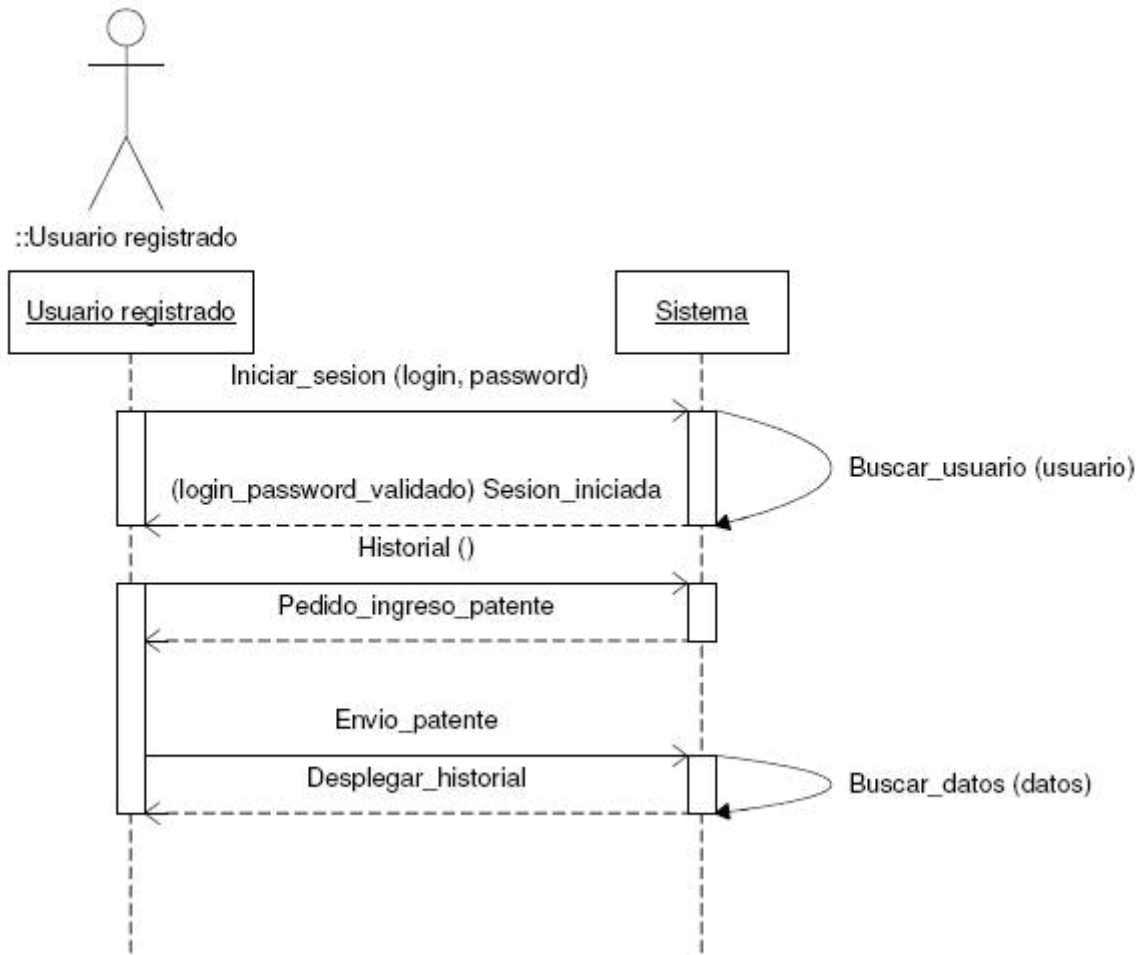 ::Usuario registrado
Usuario registrado
Sistema
Iniciar_sesion (login, password)
Buscar_usuario (usuario)
(login_password_validado) Sesion_iniciada
Historial ()
Pedido_ingreso_patente
Envio_patente
Desplegar_historial
Buscar_datos (datos)